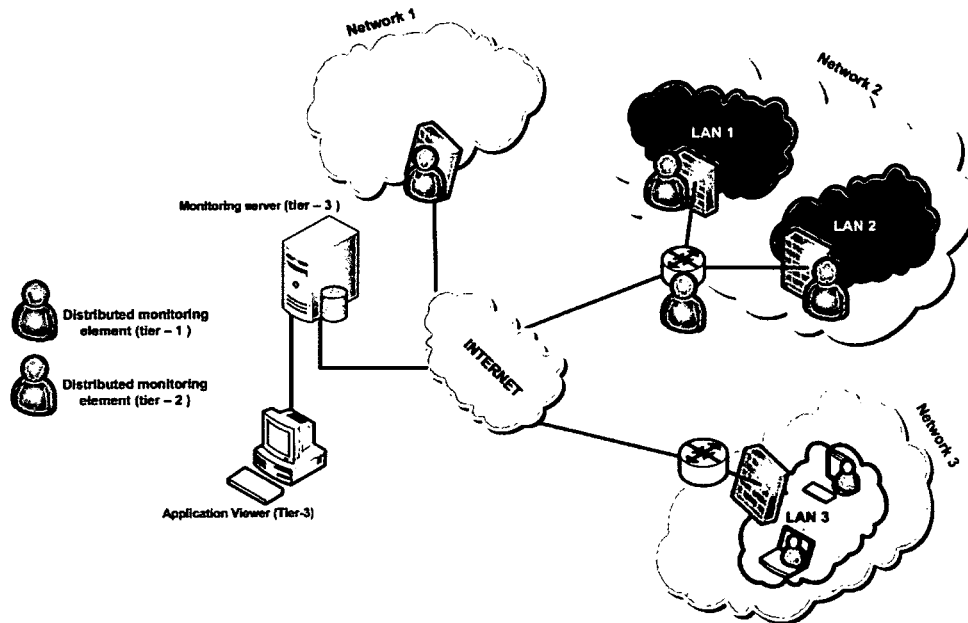 Network 1
Network 2
LAN 1
LAN 2
Monitoring server (tier – 3 )
Distributed monitoring
element (tier – 1 )
INTERNET
Distributed monitoring
element (tier – 2 )
Network 3
LAN 3
Application Viewer (Tier-3)